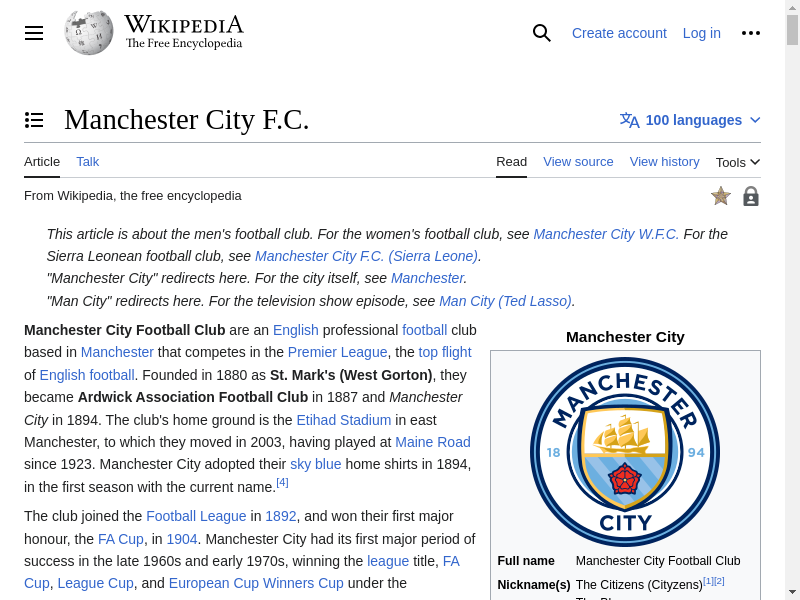 WIKIPEDIA
The Free Encyclopedia
Create account
Log in
Manchester City F.C.
100 languages
Article
Talk
Read
View source
View history
Tools
From Wikipedia, the free encyclopedia
This article is about the men's football club. For the women's football club, see Manchester City W.F.C. For the
Sierra Leonean football club, see Manchester City F.C. (Sierra Leone).
"Manchester City" redirects here. For the city itself, see Manchester.
"Man City" redirects here. For the television show episode, see Man City (Ted Lasso).
Manchester City Football Club are an English professional football club
based in Manchester that competes in the Premier League, the top flight
of English football. Founded in 1880 as St. Mark's (West Gorton), they
became Ardwick Association Football Club in 1887 and Manchester
City in 1894. The club's home ground is the Etihad Stadium in east
Manchester, to which they moved in 2003, having played at Maine Road
since 1923. Manchester City adopted their sky blue home shirts in 1894,
in the first season with the current name.[4]
The club joined the Football League in 1892, and won their first major
honour, the FA Cup, in 1904. Manchester City had its first major period of
success in the late 1960s and early 1970s, winning the league title, FA
Cup, League Cup, and European Cup Winners Cup under the
Manchester City
MANCHESTER
18 94
CITY
Full name Manchester City Football Club
Nickname(s) The Citizens (Cityzens)[1][2]